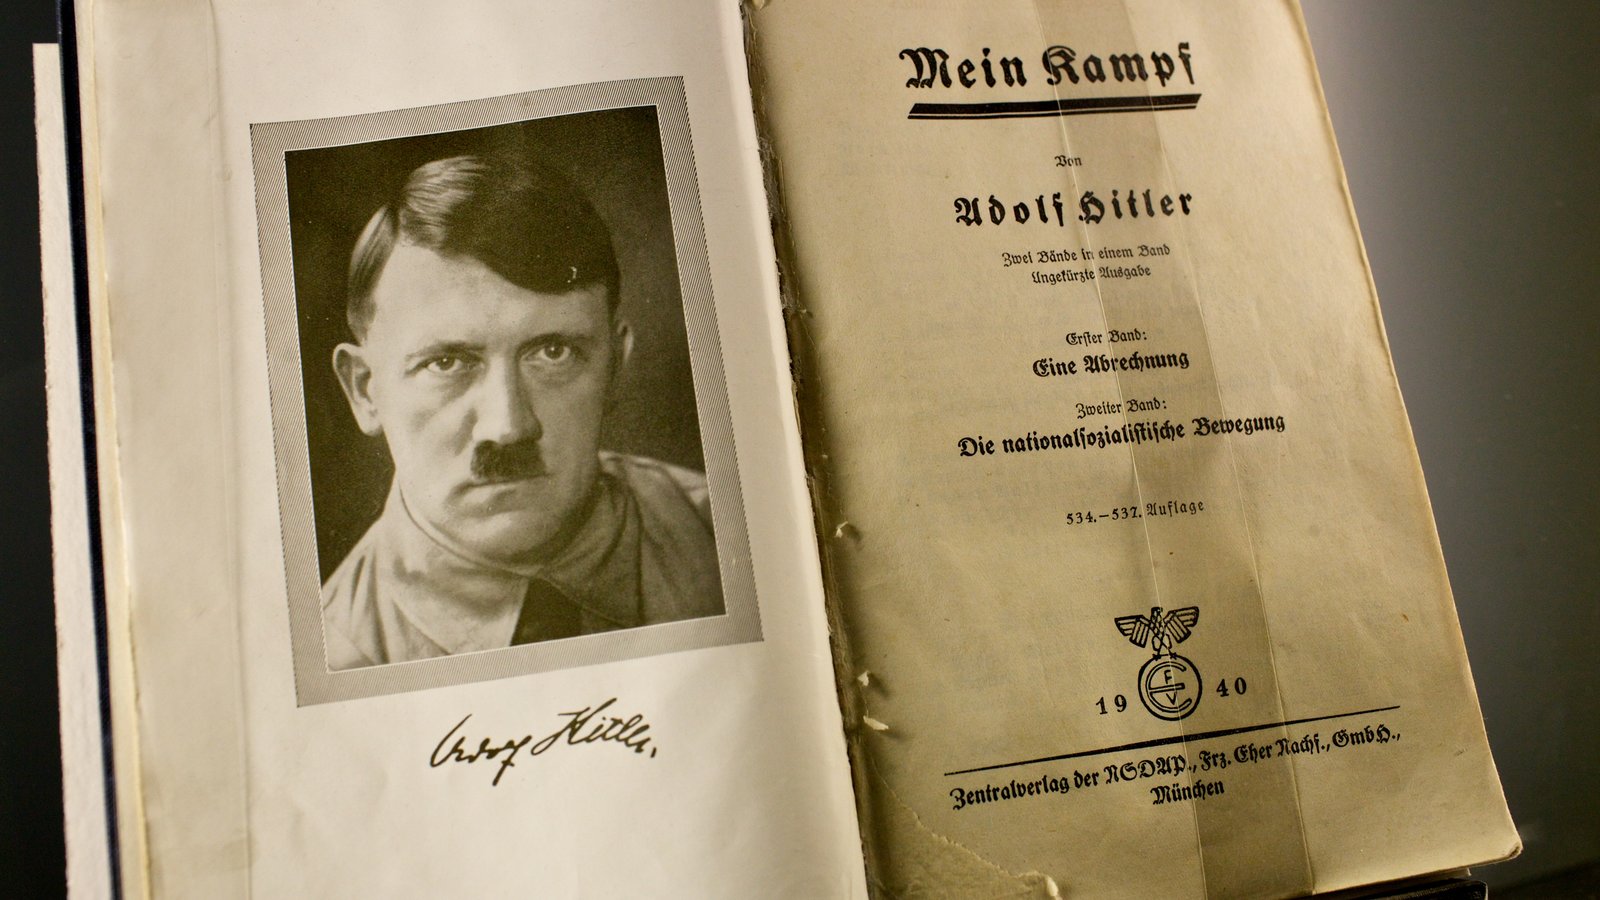 Adolf Hitler.
Mein Kampf
Von
Adolf Hitler
Zwei Bände in einem Band
Ungekürzte Ausgabe
Erster Band:
Eine Abrechnung
Zweiter Band:
Die nationalsozialistische Bewegung
534.–537. Auflage
19 FEV 40
Zentralverlag der NSDAP., Frz. Eher Nachf., GmbH.,
München